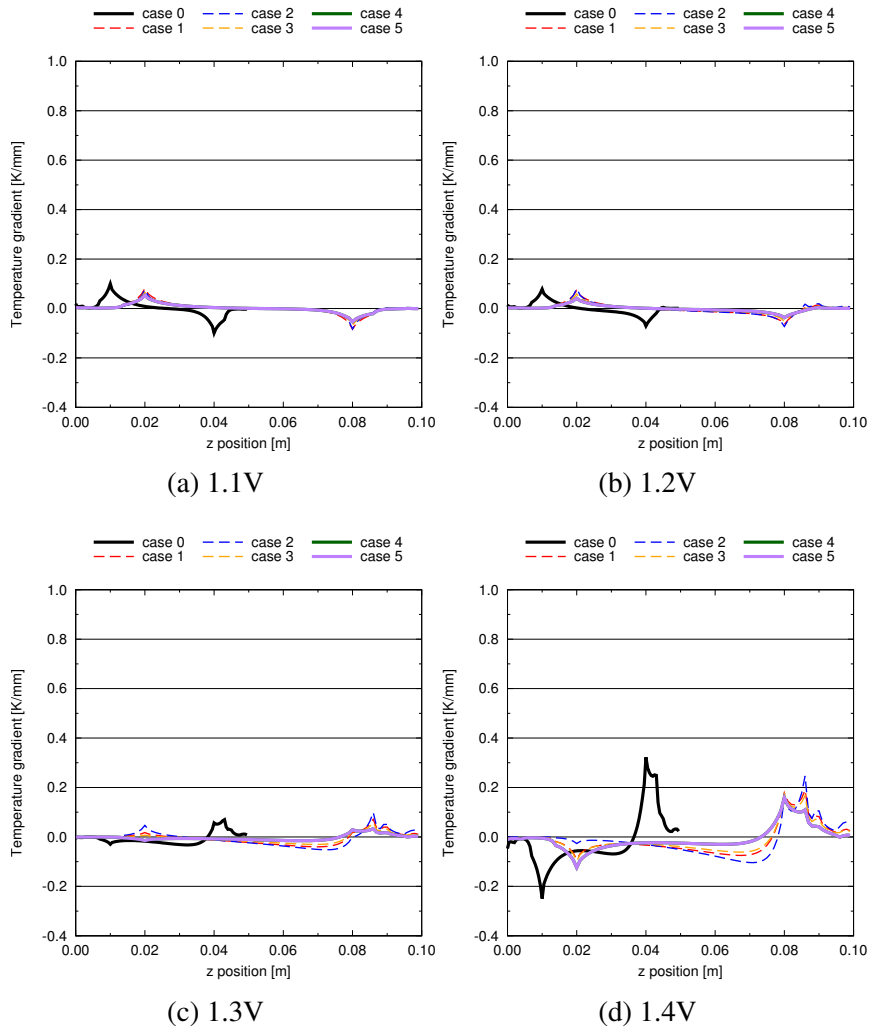 case 0 case 2 case 4
case 1 case 3 case 5
1.0
0.8
0.6
0.4
0.2
0.0
-0.2
-0.4
Temperature gradient [K/mm]
0.00 0.02 0.04 0.06 0.08 0.10
z position [m]
(a) 1.1V
case 0 case 2 case 4
case 1 case 3 case 5
1.0
0.8
0.6
0.4
0.2
0.0
-0.2
-0.4
Temperature gradient [K/mm]
0.00 0.02 0.04 0.06 0.08 0.10
z position [m]
(b) 1.2V
case 0 case 2 case 4
case 1 case 3 case 5
1.0
0.8
0.6
0.4
0.2
0.0
-0.2
-0.4
Temperature gradient [K/mm]
0.00 0.02 0.04 0.06 0.08 0.10
z position [m]
(c) 1.3V
case 0 case 2 case 4
case 1 case 3 case 5
1.0
0.8
0.6
0.4
0.2
0.0
-0.2
-0.4
Temperature gradient [K/mm]
0.00 0.02 0.04 0.06 0.08 0.10
z position [m]
(d) 1.4V